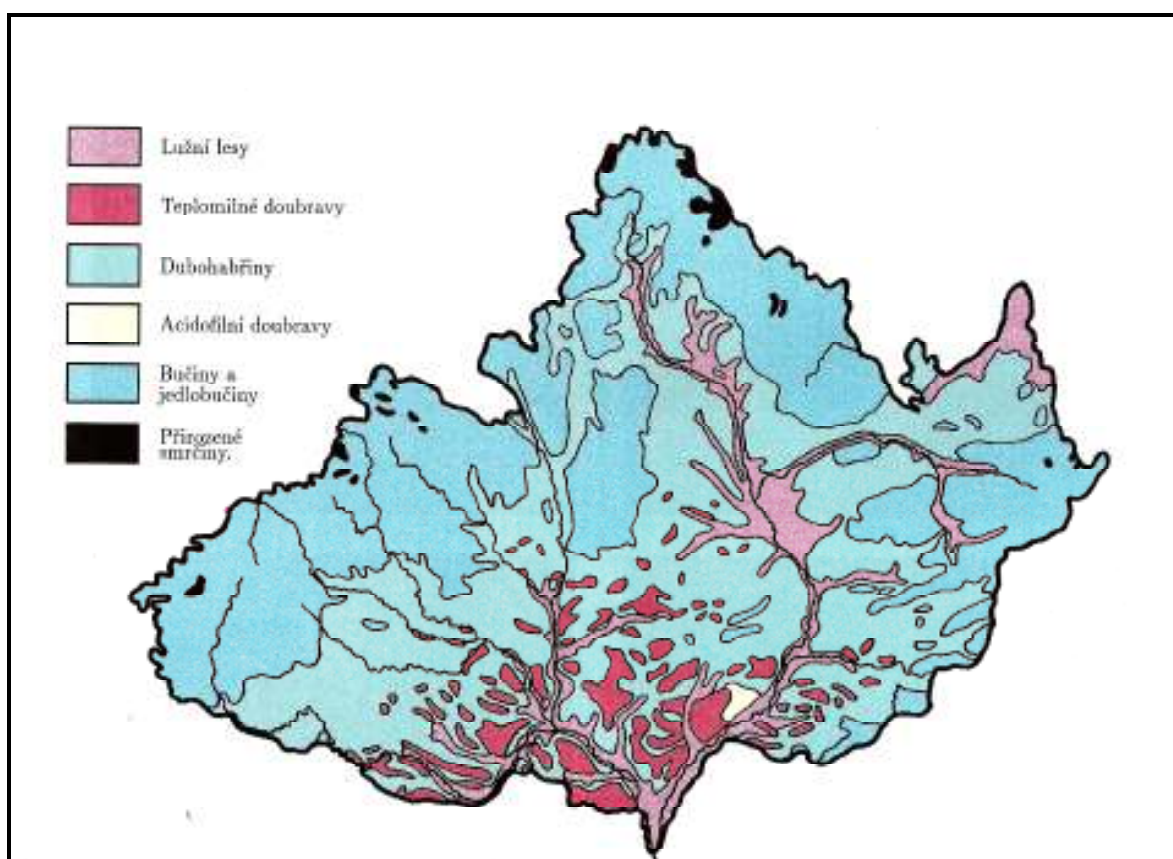 Lužní lesy
Teplomilné doubravy
Dubohabřiny
Acidofilní doubravy
Bučiny a
jedlobučiny
Přirozené
smrčiny.